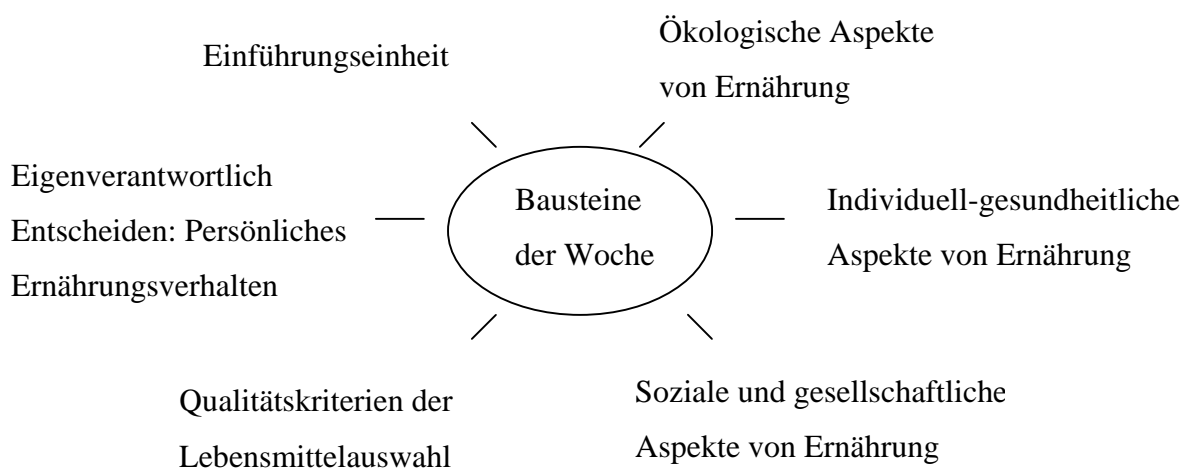 Einführungseinheit
Ökologische Aspekte
von Ernährung
Eigenverantwortlich
Entscheiden: Persönliches
Ernährungsverhalten
Bausteine
der Woche
Individuell-gesundheitliche
Aspekte von Ernährung
Qualitätskriterien der
Lebensmittelauswahl
Soziale und gesellschaftliche
Aspekte von Ernährung